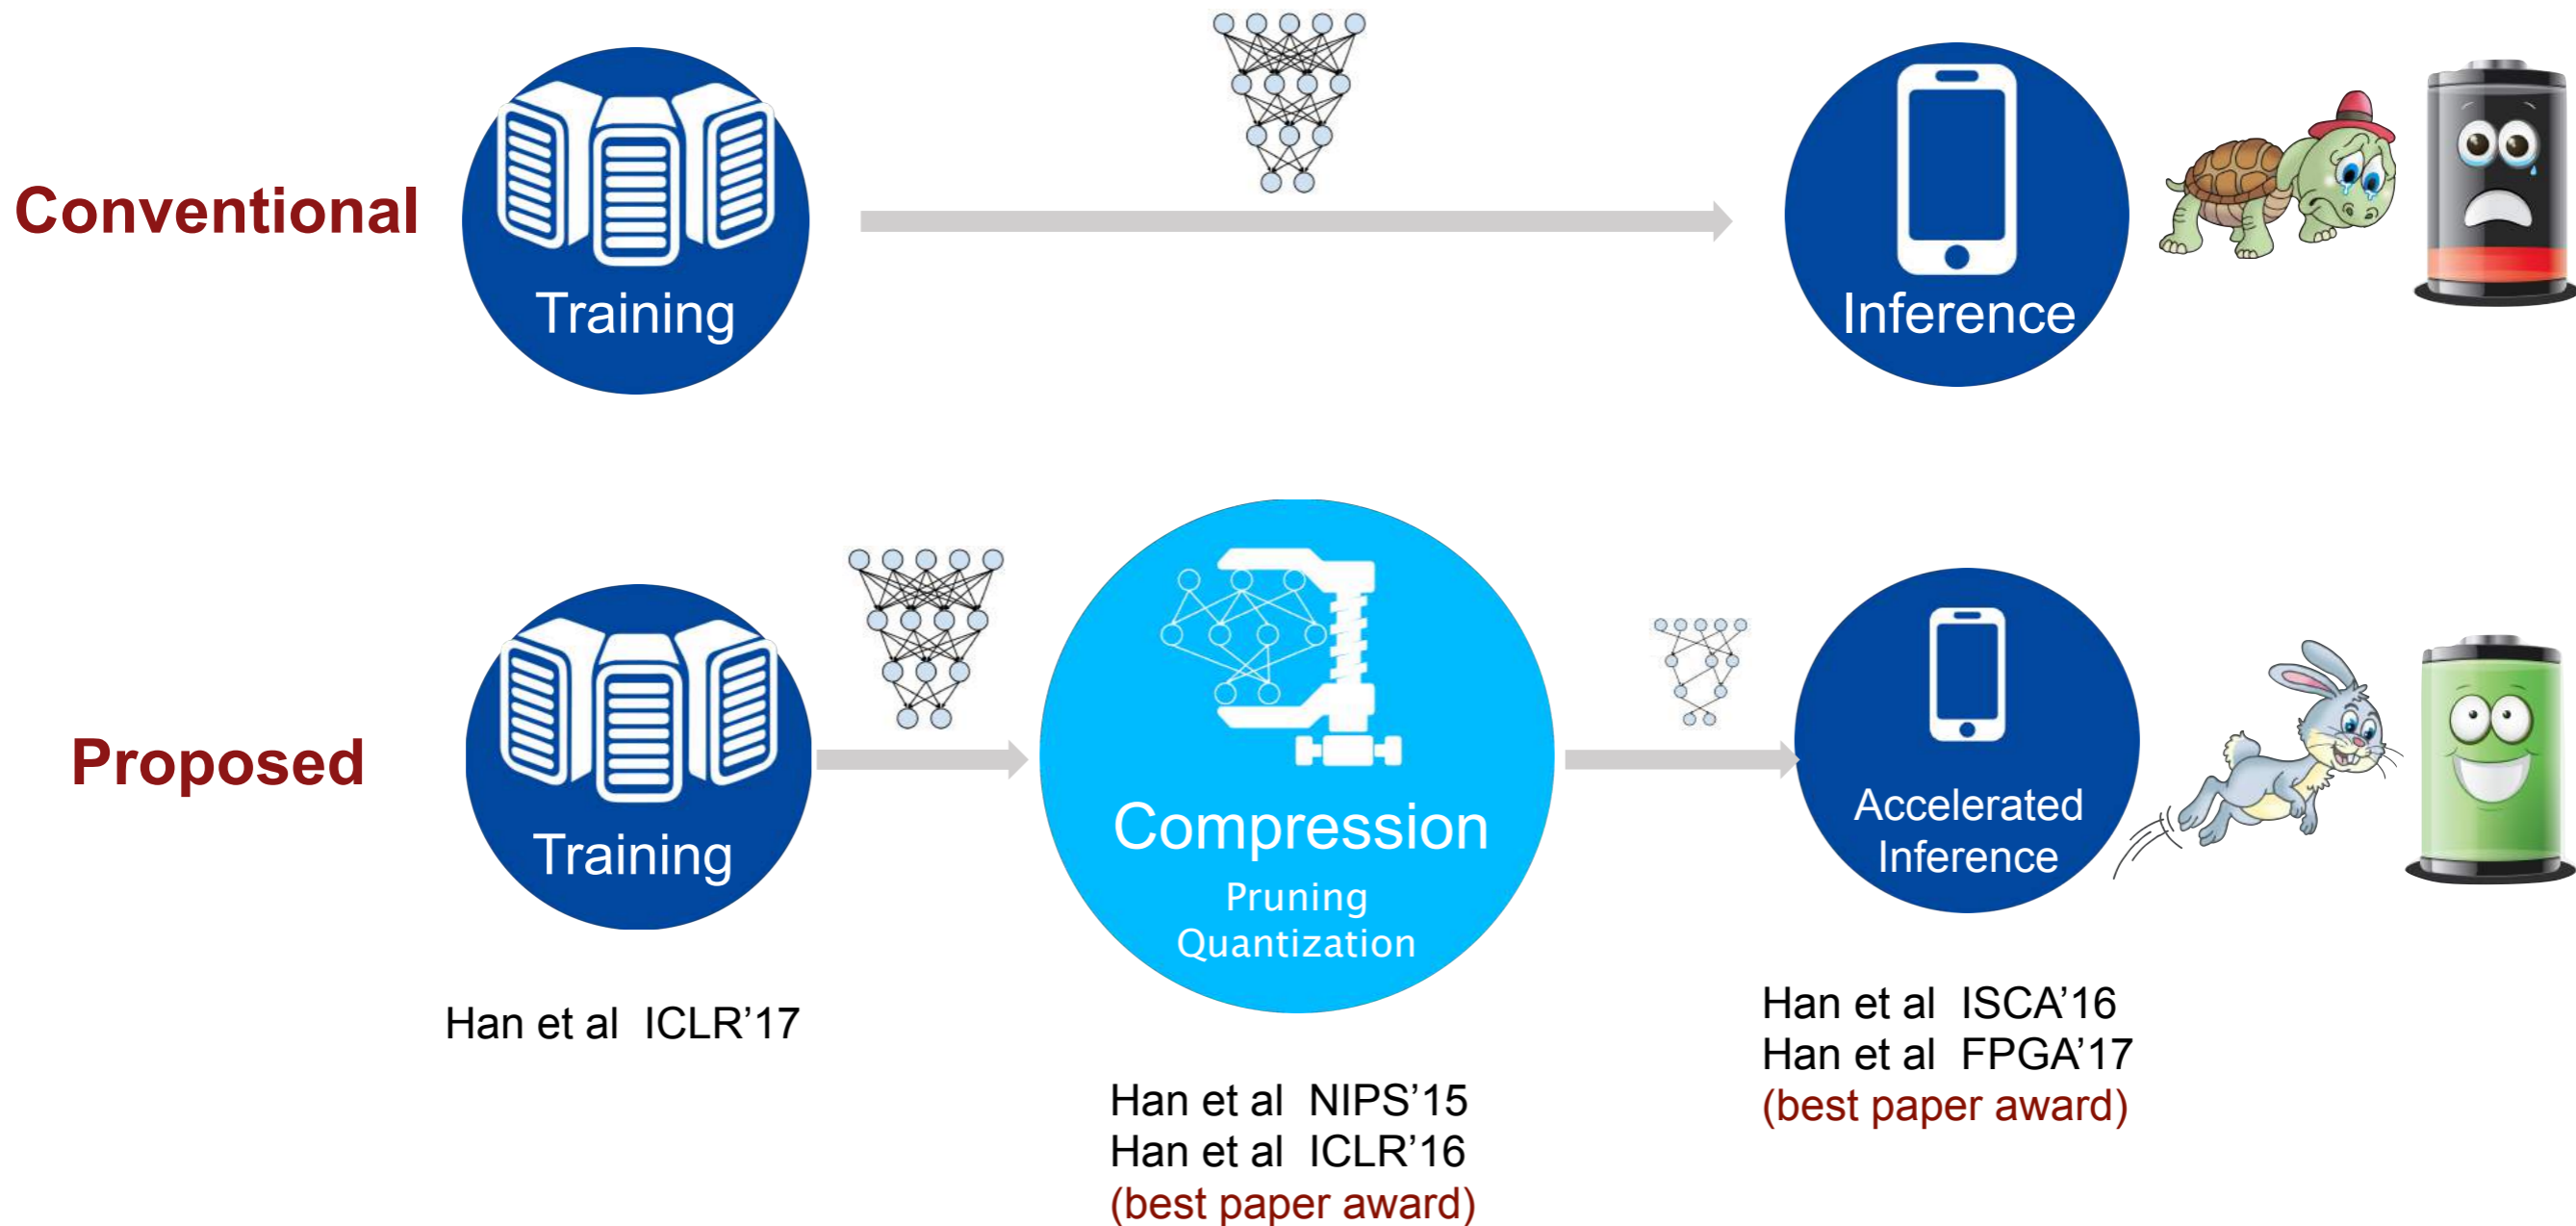 Conventional
Training
Inference
Proposed
Training
Compression
Pruning
Quantization
Accelerated
Inference
Han et al ICLR’17
Han et al NIPS’15
Han et al ICLR’16
(best paper award)
Han et al ISCA’16
Han et al FPGA’17
(best paper award)